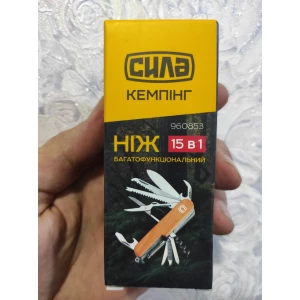 СИЛА
КЕМПІНГ
960853
НІЖ 15 в 1
БАГАТОФУНКЦІОНАЛЬНИЙ